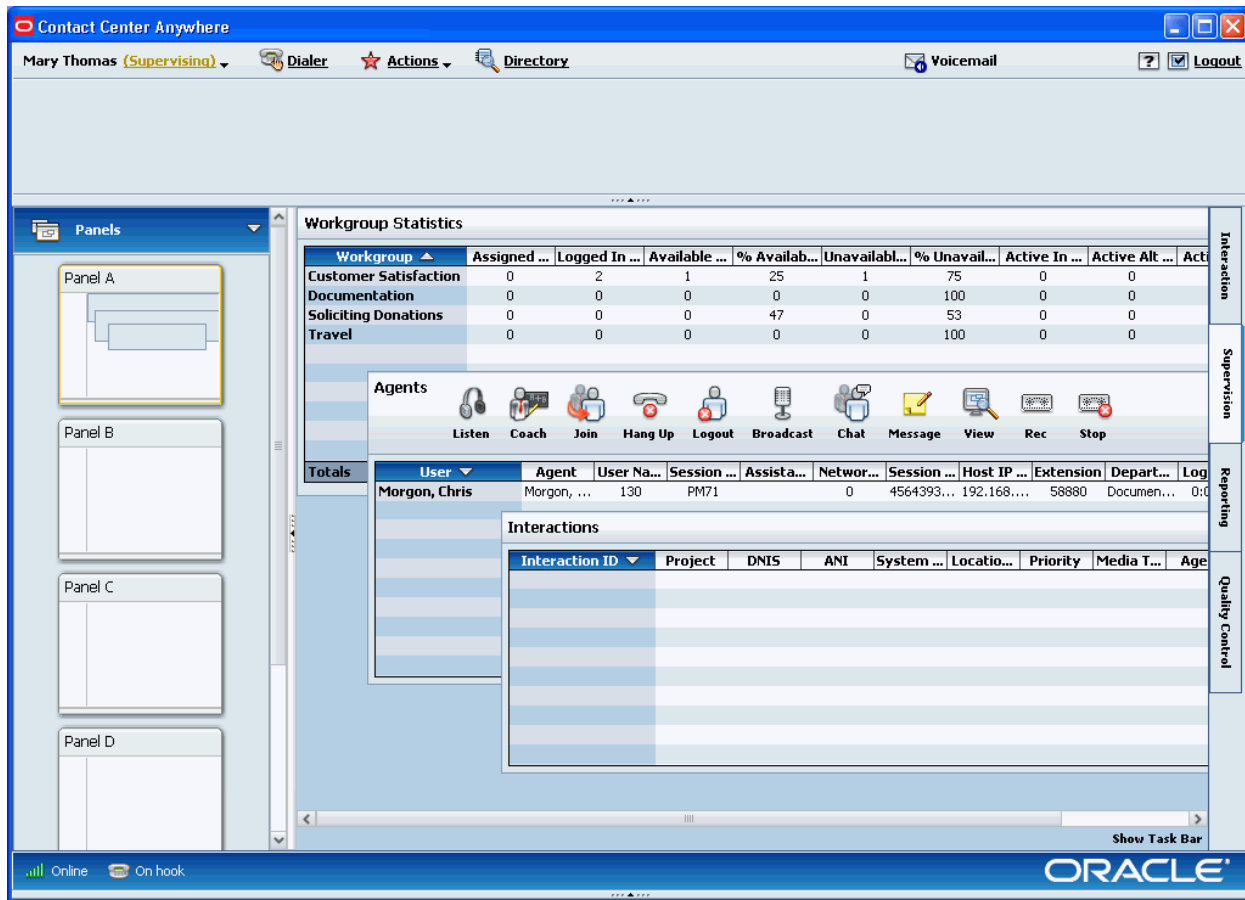 Contact Center Anywhere
Mary Thomas (Supervising) Dialer Actions Directory Voicemail ? Logout
Panels
Panel A
Panel B
Panel C
Panel D
Workgroup Statistics
Workgroup Assigned ... Logged In ... Available ... % Availab... Unavailabl... % Unavail... Active In ... Active Alt ... Acti
Customer Satisfaction 0 2 1 25 1 75 0 0
Documentation 0 0 0 0 0 100 0 0
Soliciting Donations 0 0 0 47 0 53 0 0
Travel 0 0 0 0 0 100 0 0
Totals
Agents
Listen Coach Join Hang Up Logout Broadcast Chat Message View Rec Stop
User Agent User Na... Session ... Assista... Networ... Session ... Host IP ... Extension Depart... Log
Morgon, Chris Morgon, ... 130 PM71 0 4564393... 192.168.... 58880 Documen... 0:0
Interactions
Interaction ID Project DNIS ANI System ... Locatio... Priority Media T... Age
Interaction
Supervision
Reporting
Quality Control
Show Task Bar
Online On hook ORACLE